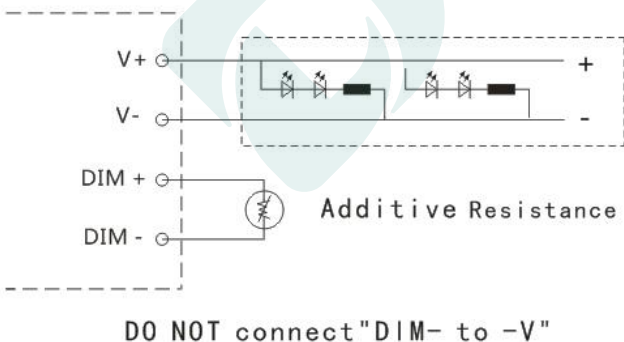 V+
+
V-
-
DIM +
Additive Resistance
DIM -
DO NOT connect"DIM- to -V"